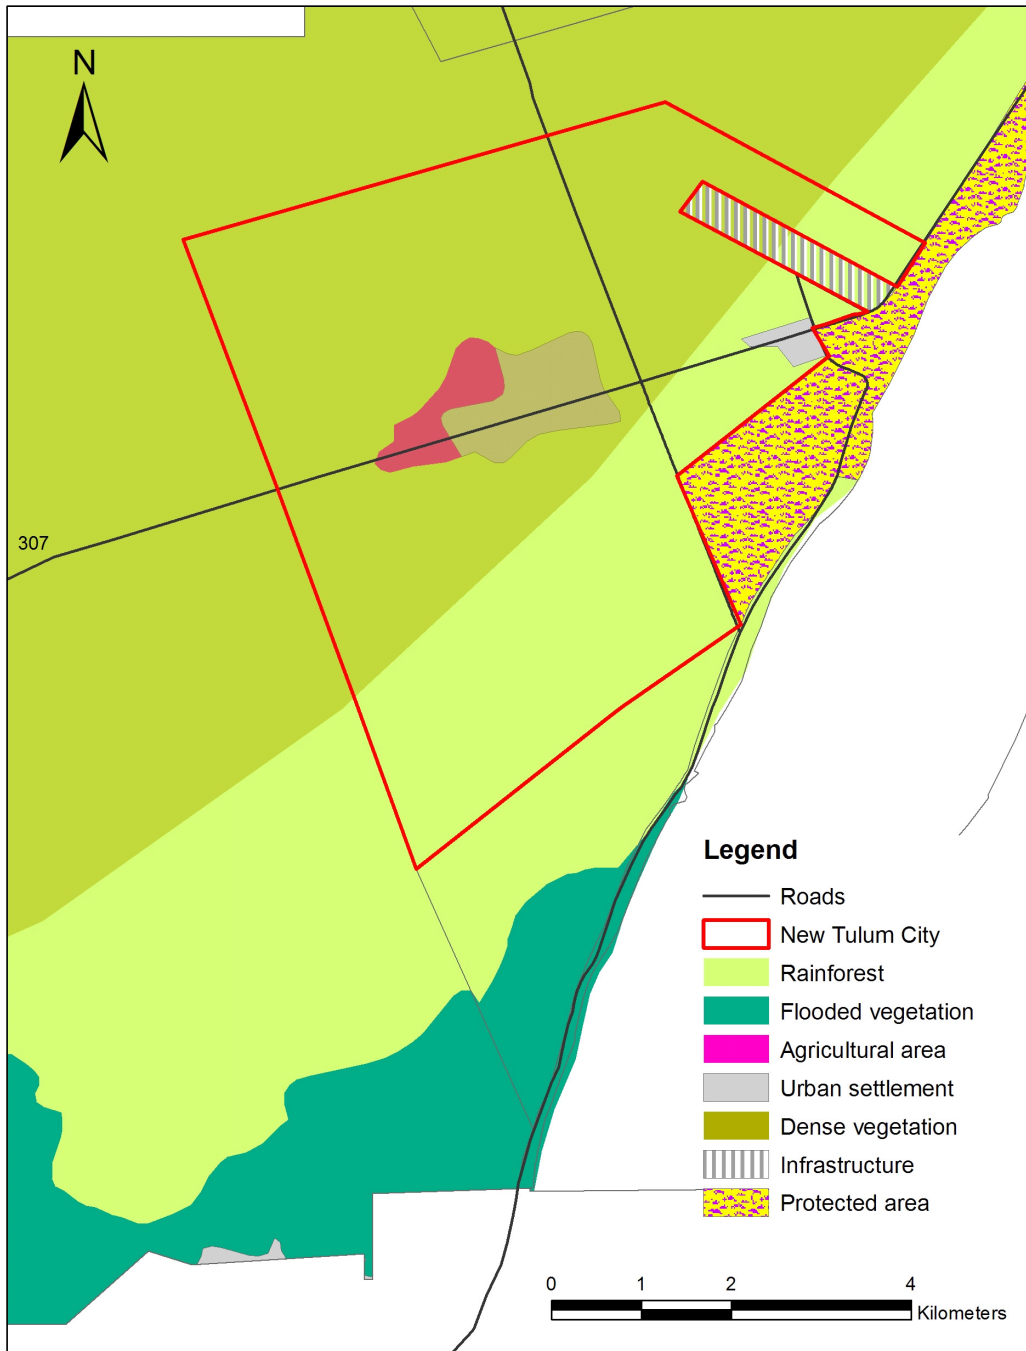 N
307
Legend
Roads
New Tulum City
Rainforest
Flooded vegetation
Agricultural area
Urban settlement
Dense vegetation
Infrastructure
Protected area
0 1 2 4
Kilometers